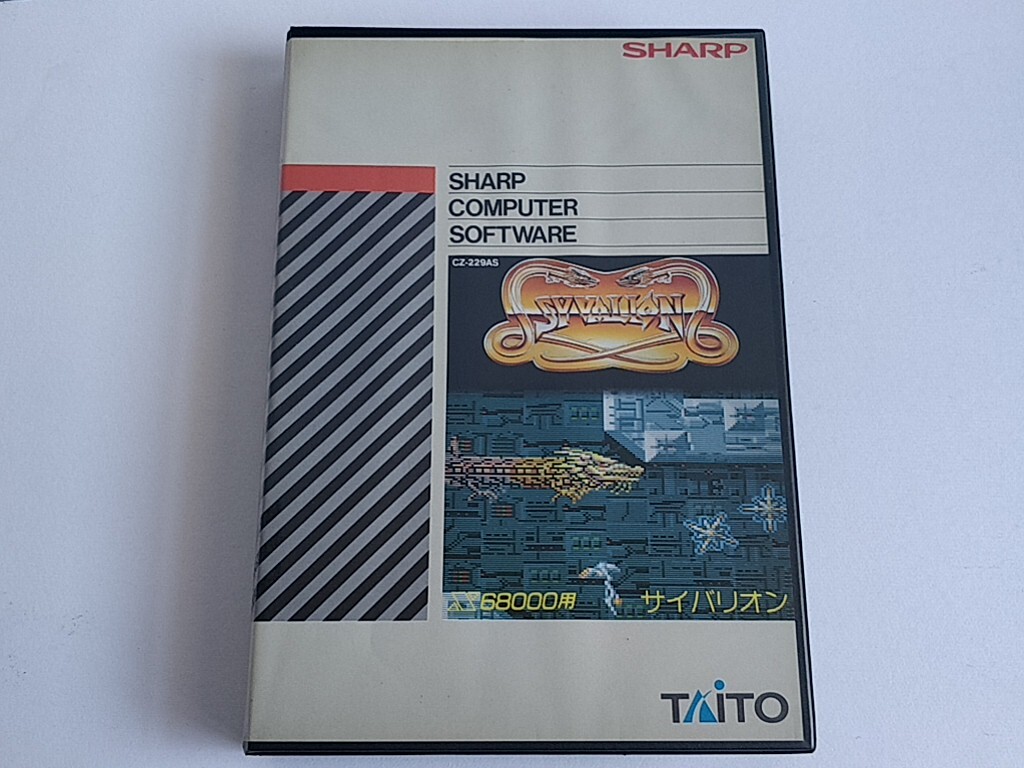 SHARP
SHARP
COMPUTER
SOFTWARE
CZ-229AS
SYVALION
X68000用
サイバリオン
TAITO